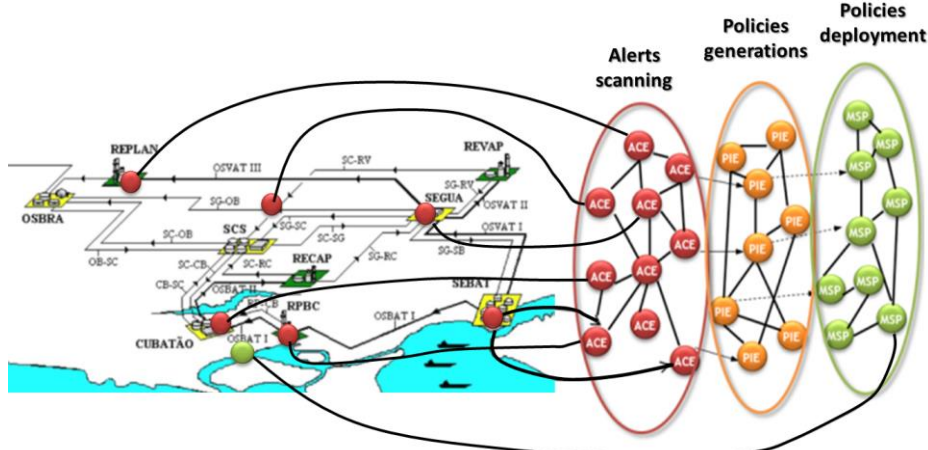 Policies
deployment
Policies
generations
Alerts
scanning
REPLAN
OSVAT III
SC-RV
REVAP
SG-RV
OSVAT II
OSBRA
SG-OB
SG-SC
SEGUA
OSVAT I
SCS
SC-OB
SC-SG
OB-SC
SG-RC
SG-SB
SC-CB
SC-RC
RECAP
CB-SC
OSBAT II
SEBAT
RPBC
OSBAT I
CUBATÃO
OSBAT I
ACE
ACE
ACE
ACE
ACE
ACE
ACE
ACE
ACE
ACE
PIE
PIE
PIE
PIE
PIE
PIE
PIE
PIE
MSP
MSP
MSP
MSP
MSP
MSP
MSP
MSP
MSP